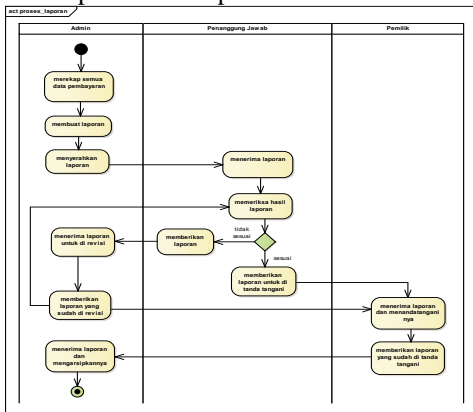 act proses_laporan
Admin
Penanggung Jawab
Pemilik
merekap semua
data pembayaran
membuat laporan
menyerahkan
laporan
menerima laporan
memeriksa hasil
laporan
tidak
sesuai
sesuai
memberikan
laporan
menerima laporan
untuk di revisi
memberikan
laporan untuk di
tanda tangani
memberikan
laporan yang
sudah di revisi
menerima laporan
dan menandatangani
nya
memberikan laporan
yang sudah di tanda
tangani
menerima laporan
dan
mengarsipkannya